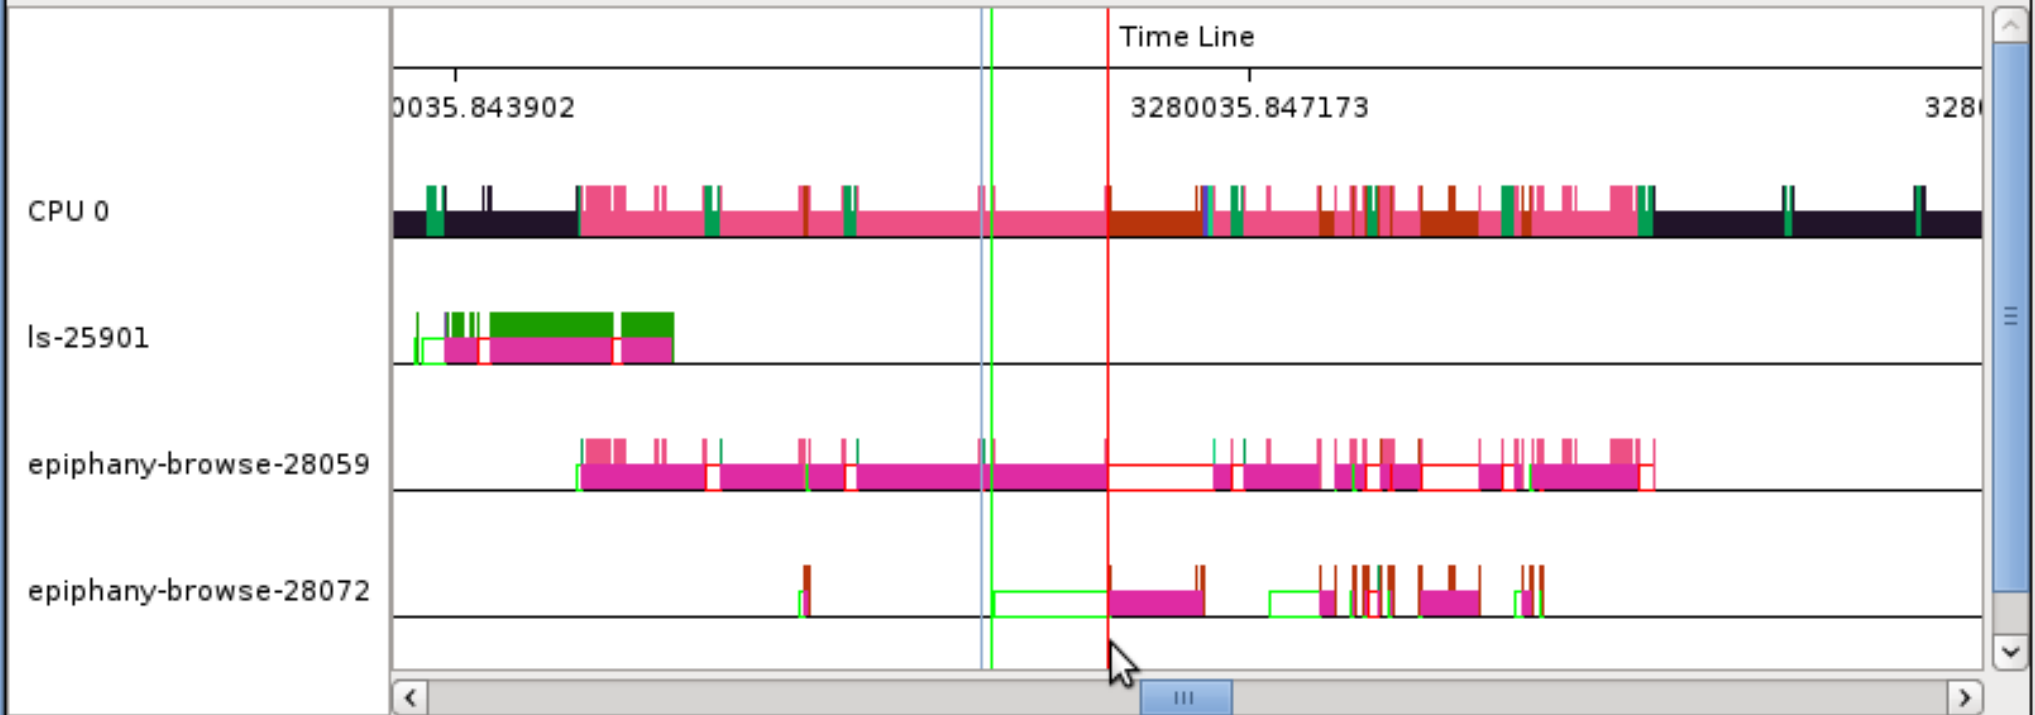 Time Line
0035.843902 3280035.847173 328
CPU 0
ls-25901
epiphany-browse-28059
epiphany-browse-28072